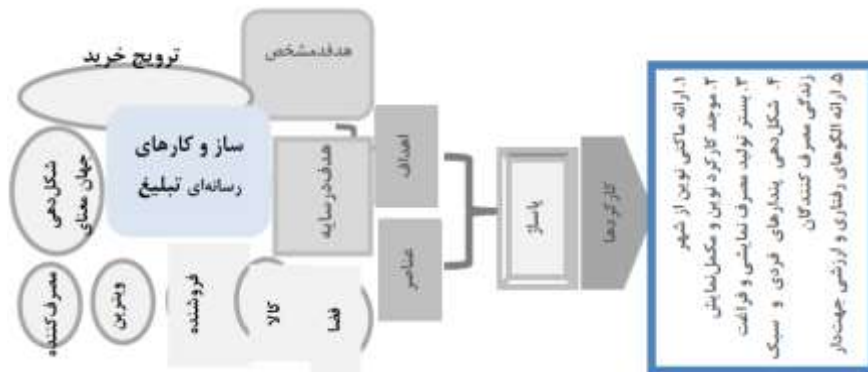 ترویج خرید
هدف‌مشخص
ساز و کارهای
رسانه‌ای تبلیغ
شکل‌دهی
جهان معنای
هدف‌در‌سایه
اهداف
عناصر
پاساژ
کارکردها
مصرف‌کننده
ویترین
فروشنده
کالا
فضا
۱. ارائه ماکتی نوین از شهر
۲. موجد کارکرد نوین و مکمل‌نمایش
۳. بستر تولید مصرف نمایشی و فراغت
۴. شکل‌دهی پندارهای فردی و سبک
زندگی مصرف کنندگان
۵. ارائه الگوهای رفتاری و ارزشی جهت‌دار